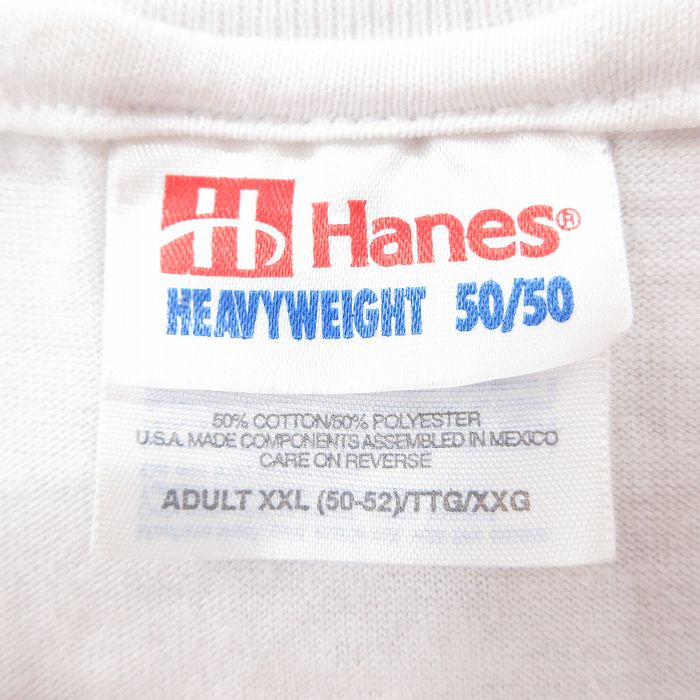 H Hanes®
HEAVYWEIGHT 50/50
50% COTTON/50% POLYESTER
U.S.A. MADE COMPONENTS ASSEMBLED IN MEXICO
CARE ON REVERSE
ADULT XXL (50-52)/TTG/XXG